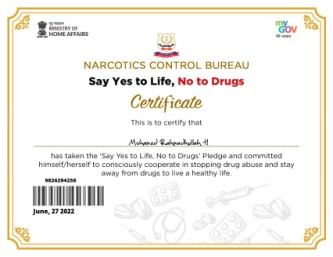 गृह मंत्रालय
MINISTRY OF
HOME AFFAIRS
my
GOV
मेरी सरकार
NARCOTICS CONTROL BUREAU
Say Yes to Life, No to Drugs
Certificate
This is to certify that
Mohamed Rahmathullah H
has taken the 'Say Yes to Life, No to Drugs' Pledge and committed
himself/herself to consciously cooperate in stopping drug abuse and stay
away from drugs to live a healthy life.
9826294258
June, 27 2022